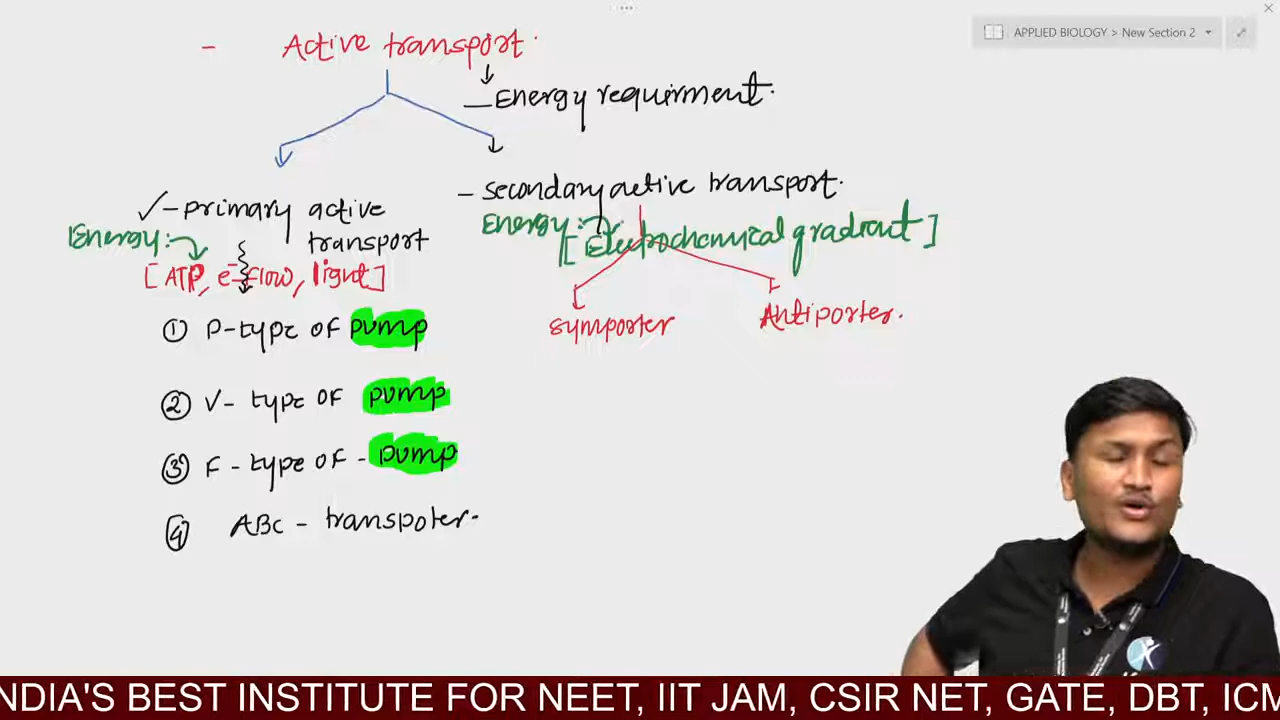 APPLIED BIOLOGY > New Section 2
- Active transport.
- Energy requirment.
- primary active transport
Energy:
[ATP, e- flow, light]
① P-type of pump
② V- type of pump
③ F - type of - pump
④ ABC - transpoter.
- secondary active transport.
Energy:
[Electrochemical gradient]
symporter
Antiporter.
NDIA'S BEST INSTITUTE FOR NEET, IIT JAM, CSIR NET, GATE, DBT, ICM